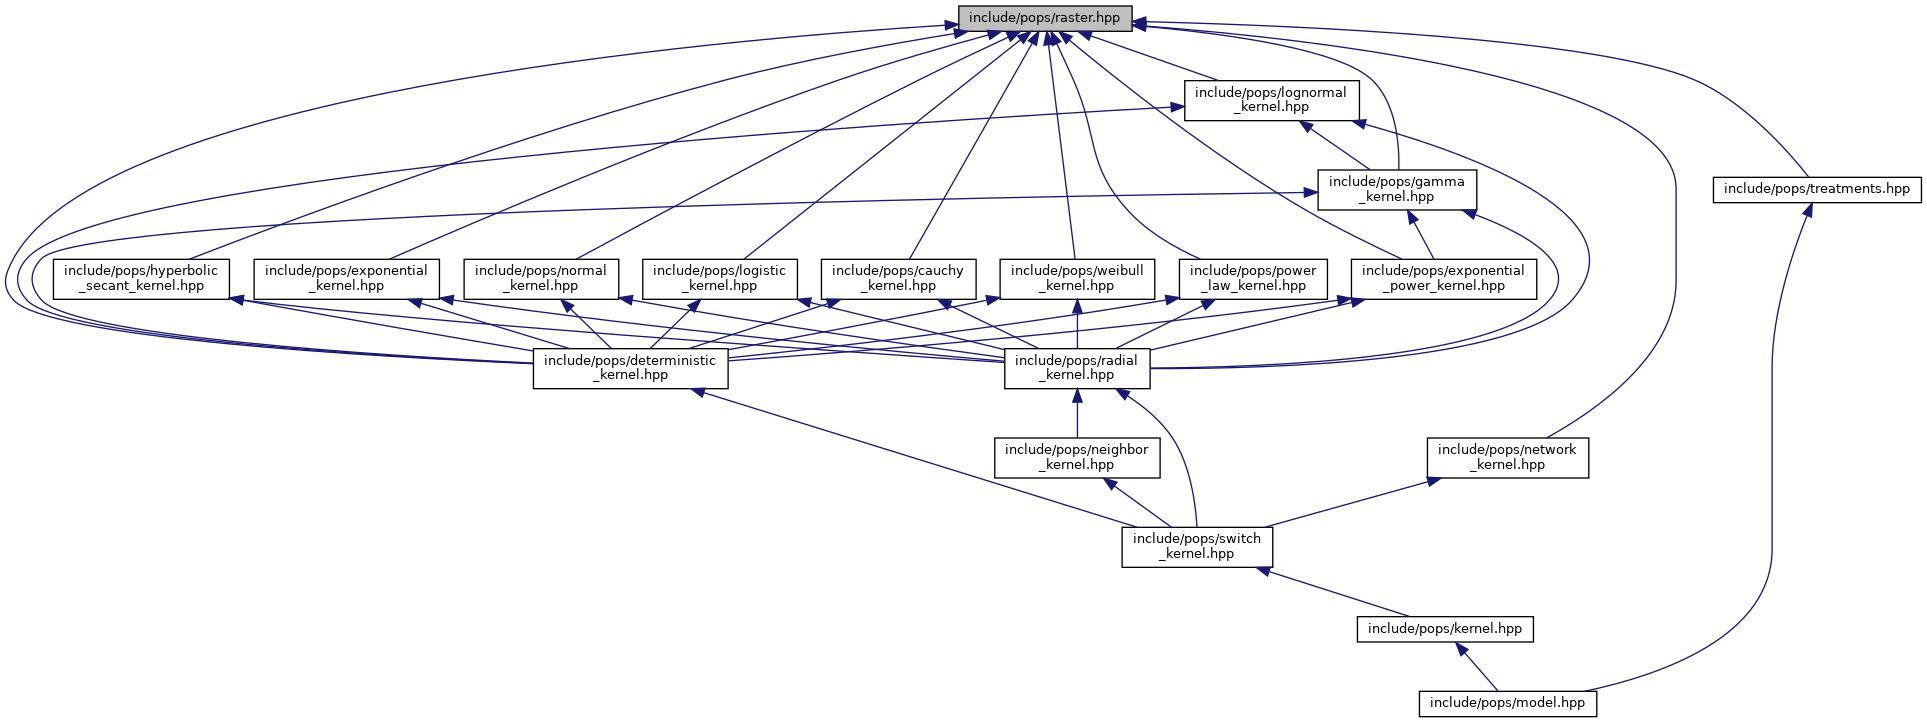 include/pops/raster.hpp
include/pops/lognormal
_kernel.hpp
include/pops/gamma
_kernel.hpp
include/pops/treatments.hpp
include/pops/hyperbolic
_secant_kernel.hpp
include/pops/exponential
_kernel.hpp
include/pops/normal
_kernel.hpp
include/pops/logistic
_kernel.hpp
include/pops/cauchy
_kernel.hpp
include/pops/weibull
_kernel.hpp
include/pops/power
_law_kernel.hpp
include/pops/exponential
_power_kernel.hpp
include/pops/deterministic
_kernel.hpp
include/pops/radial
_kernel.hpp
include/pops/neighbor
_kernel.hpp
include/pops/network
_kernel.hpp
include/pops/switch
_kernel.hpp
include/pops/kernel.hpp
include/pops/model.hpp